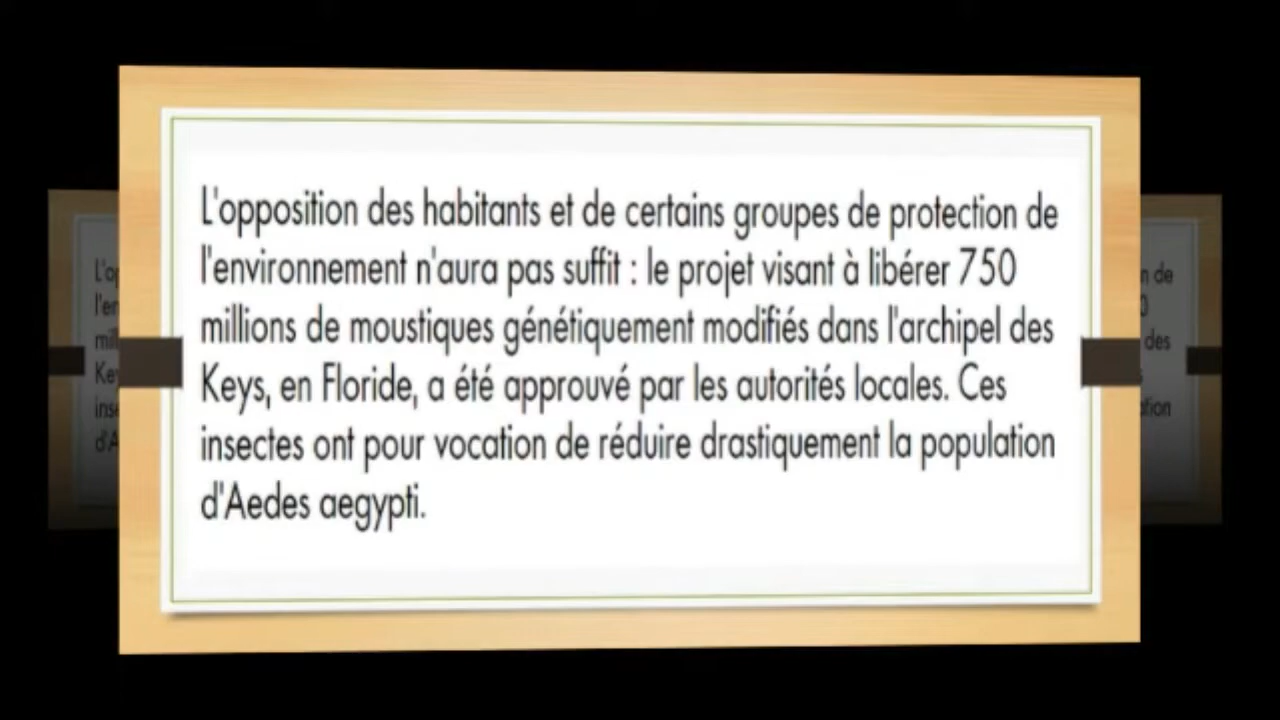 L'opposition des habitants et de certains groupes de protection de
l'environnement n'aura pas suffit : le projet visant à libérer 750
millions de moustiques génétiquement modifiés dans l'archipel des
Keys, en Floride, a été approuvé par les autorités locales. Ces
insectes ont pour vocation de réduire drastiquement la population
d'Aedes aegypti.